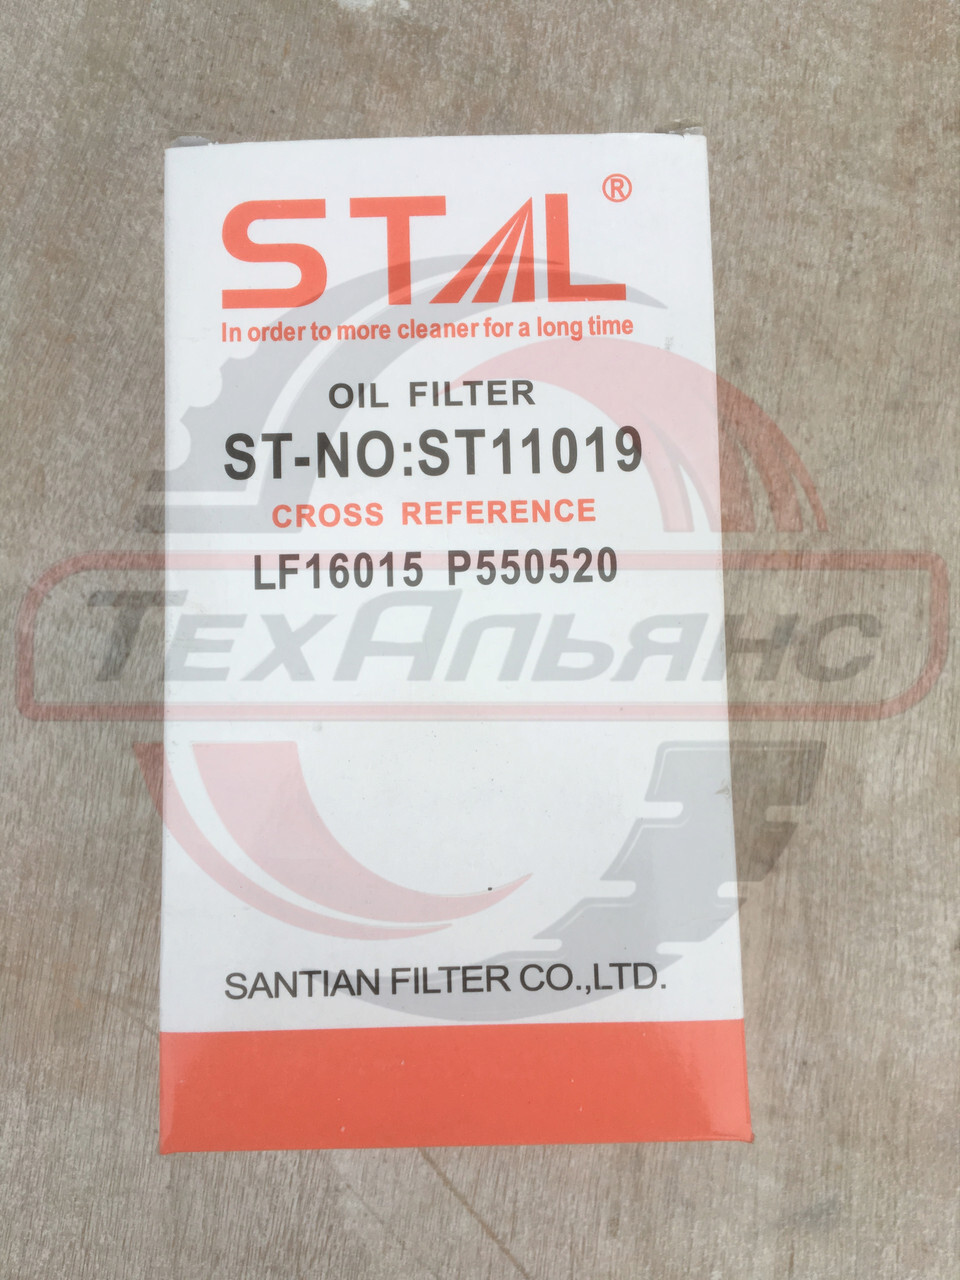 STAL®
In order to more cleaner for a long time
OIL FILTER
ST-NO:ST11019
CROSS REFERENCE
LF16015 P550520
ТехАльянс
SANTIAN FILTER CO.,LTD.